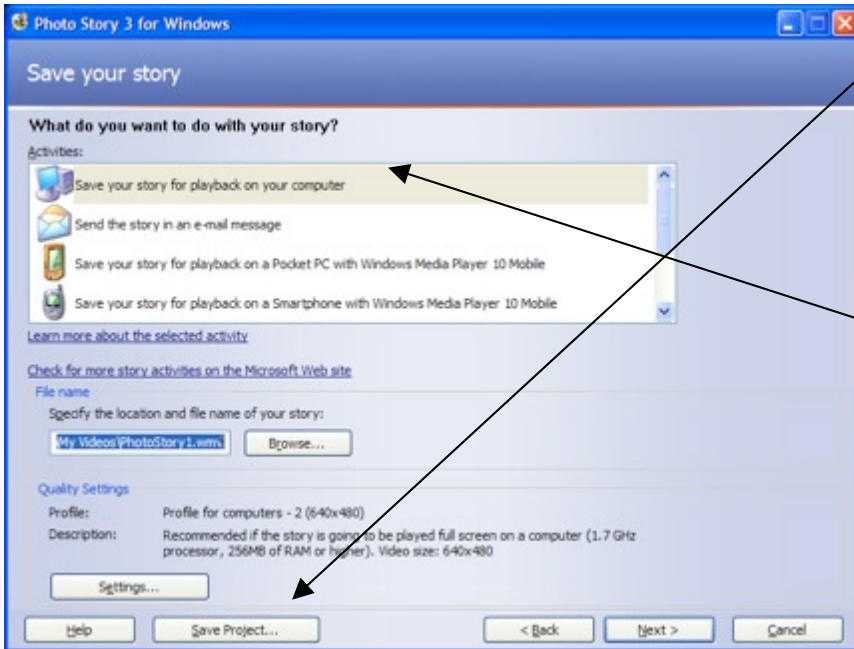 Photo Story 3 for Windows
Save your story
What do you want to do with your story?
Activities:
Save your story for playback on your computer
Send the story in an e-mail message
Save your story for playback on a Pocket PC with Windows Media Player 10 Mobile
Save your story for playback on a Smartphone with Windows Media Player 10 Mobile
Learn more about the selected activity
Check for more story activities on the Microsoft Web site
File name
Specify the location and file name of your story:
My Videos\PhotoStory1.wmv
Browse...
Quality Settings
Profile: Profile for computers - 2 (640x480)
Description: Recommended if the story is going to be played full screen on a computer (1.7 GHz
processor, 256MB of RAM or higher). Video size: 640x480
Settings...
Help Save Project... < Back Next > Cancel